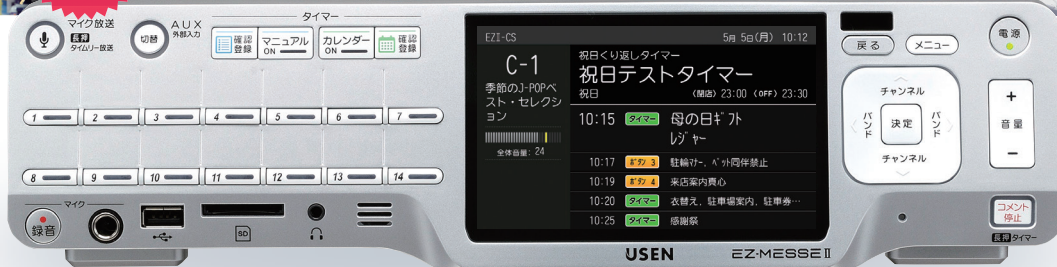 マイク放送
長押
タイムリー放送
切替
AUX
外部入力
タイマー
確認
登録
マニュアル
ON
カレンダー
ON
確認
登録
1
2
3
4
5
6
7
8
9
10
11
12
13
14
マイク
録音
SD
EZI-CS
5月 5日(月) 10:12
C-1
季節のJ-POPベ
スト・セレクシ
ョン
全体音量: 24
祝日くり返しタイマー
祝日テストタイマー
祝日
〈閉店〉 23:00 〈OFF〉 23:30
10:15 タイマー 母の日ギフト
レジャー
10:17 ボタン 3 駐輪マナー, ペット同伴禁止
10:19 ボタン 4 来店案内真心
10:20 タイマー 衣替え, 駐車場案内, 駐車券…
10:25 タイマー 感謝祭
USEN
EZ-MESSEⅡ
戻る
メニュー
電源
チャンネル
バンド
決定
バンド
チャンネル
+
音量
−
コメント
停止
長押タイマー